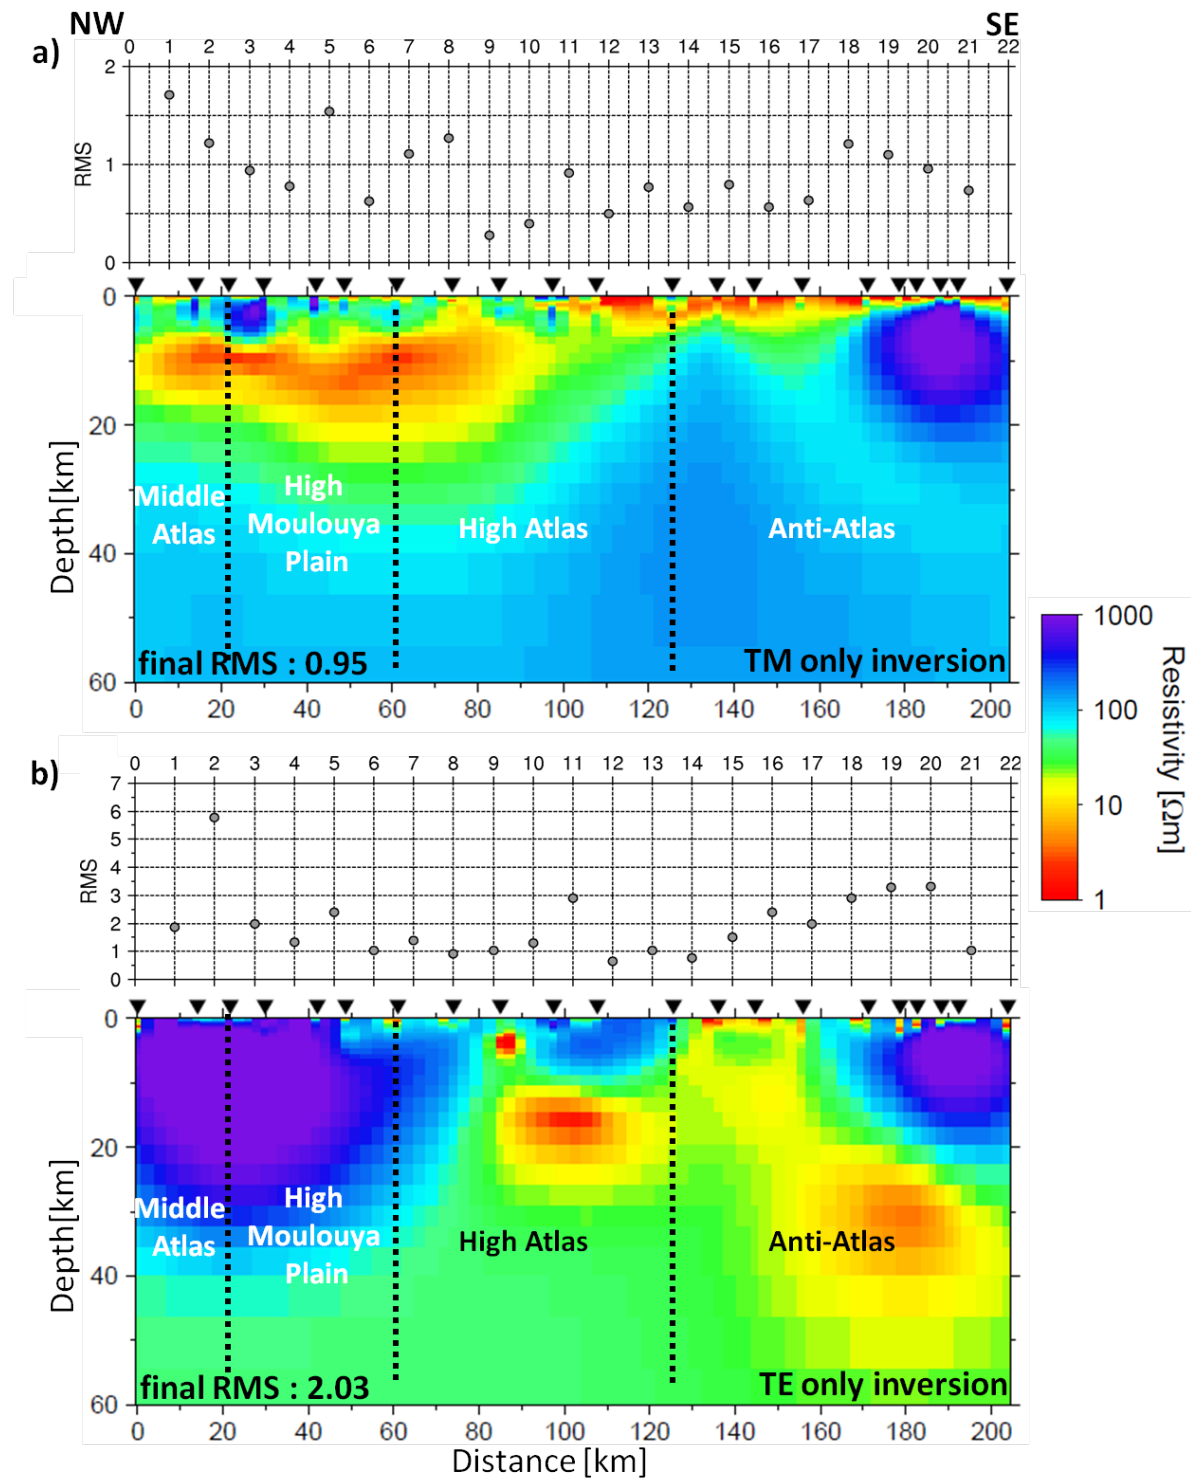 NW SE
a)
0 1 2 3 4 5 6 7 8 9 10 11 12 13 14 15 16 17 18 19 20 21 22
2
RMS
1
0
0
20
Depth[km]
40
60
Middle
Atlas
High
Moulouya
Plain
High Atlas
Anti-Atlas
final RMS : 0.95
TM only inversion
0 20 40 60 80 100 120 140 160 180 200
1000
100
10
1
Resistivity [Ωm]
b)
0 1 2 3 4 5 6 7 8 9 10 11 12 13 14 15 16 17 18 19 20 21 22
7
6
5
4
RMS
3
2
1
0
0
20
Depth[km]
40
60
Middle
Atlas
High
Moulouya
Plain
High Atlas
Anti-Atlas
final RMS : 2.03
TE only inversion
0 20 40 60 80 100 120 140 160 180 200
Distance [km]